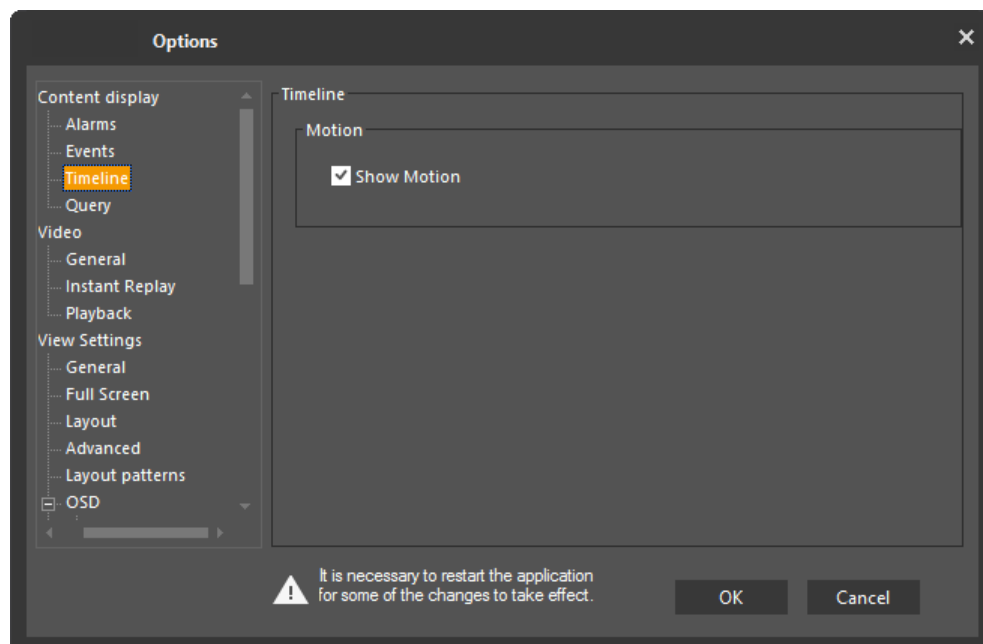 Options
Content display
Alarms
Events
Timeline
Query
Video
General
Instant Replay
Playback
View Settings
General
Full Screen
Layout
Advanced
Layout patterns
OSD
Timeline
Motion
Show Motion
It is necessary to restart the application
for some of the changes to take effect.
OK
Cancel